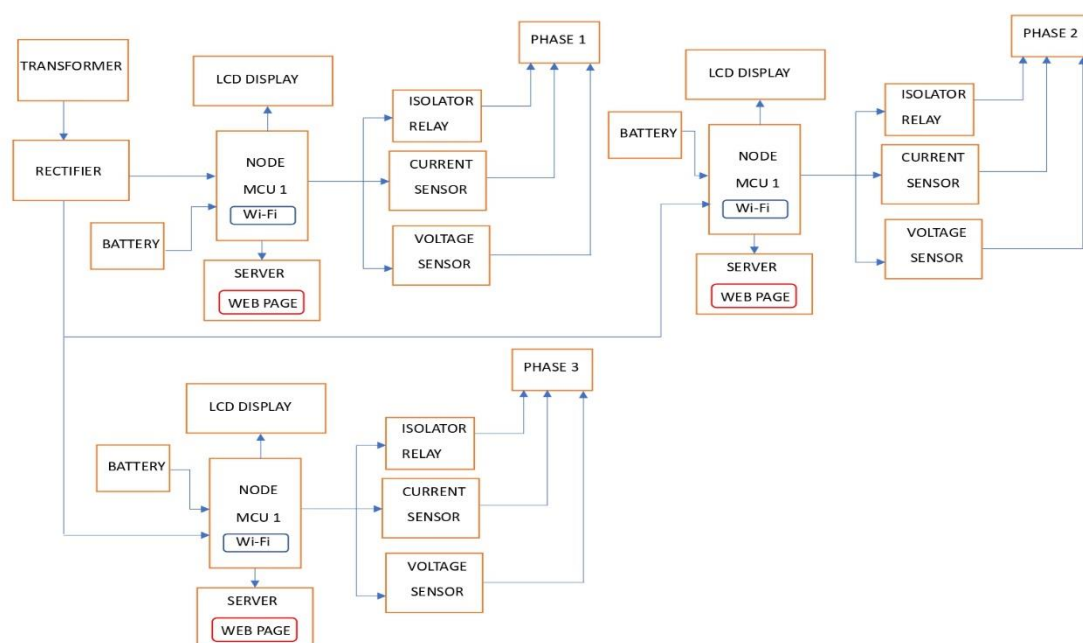 TRANSFORMER
RECTIFIER
BATTERY
LCD DISPLAY
NODE
MCU 1
Wi-Fi
SERVER
WEB PAGE
ISOLATOR
RELAY
CURRENT
SENSOR
VOLTAGE
SENSOR
PHASE 1
BATTERY
LCD DISPLAY
NODE
MCU 1
Wi-Fi
SERVER
WEB PAGE
ISOLATOR
RELAY
CURRENT
SENSOR
VOLTAGE
SENSOR
PHASE 2
BATTERY
LCD DISPLAY
NODE
MCU 1
Wi-Fi
SERVER
WEB PAGE
ISOLATOR
RELAY
CURRENT
SENSOR
VOLTAGE
SENSOR
PHASE 3